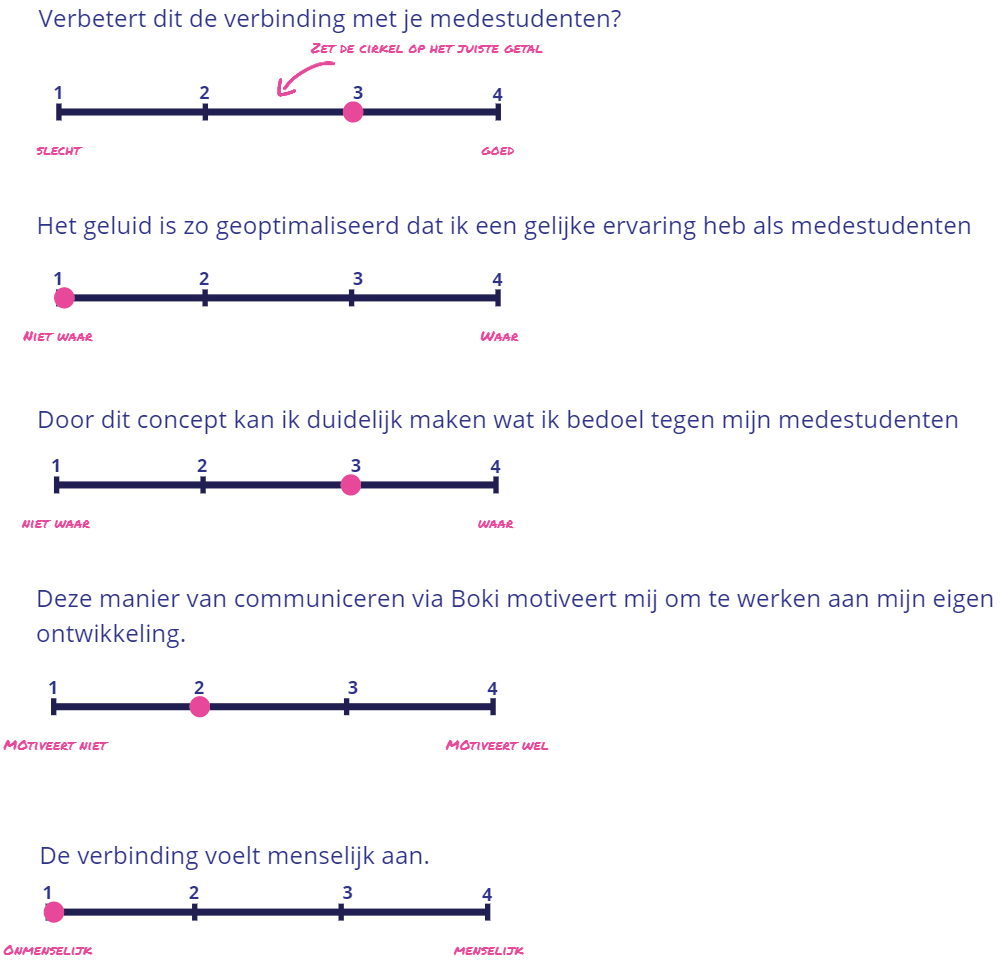 Verbetert dit de verbinding met je medestudenten?
Zet de cirkel op het juiste getal
1 2 3 4
slecht goed
Het geluid is zo geoptimaliseerd dat ik een gelijke ervaring heb als medestudenten
1 2 3 4
Niet waar Waar
Door dit concept kan ik duidelijk maken wat ik bedoel tegen mijn medestudenten
1 2 3 4
niet waar waar
Deze manier van communiceren via Boki motiveert mij om te werken aan mijn eigen
ontwikkeling.
1 2 3 4
MOtiveert niet MOtiveert wel
De verbinding voelt menselijk aan.
1 2 3 4
Onmenselijk menselijk